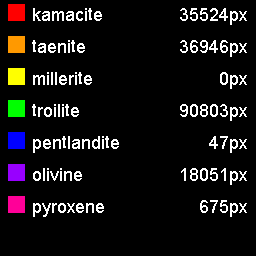 kamacite 35524px
taenite 36946px
millerite 0px
troilite 90803px
pentlandite 47px
olivine 18051px
pyroxene 675px